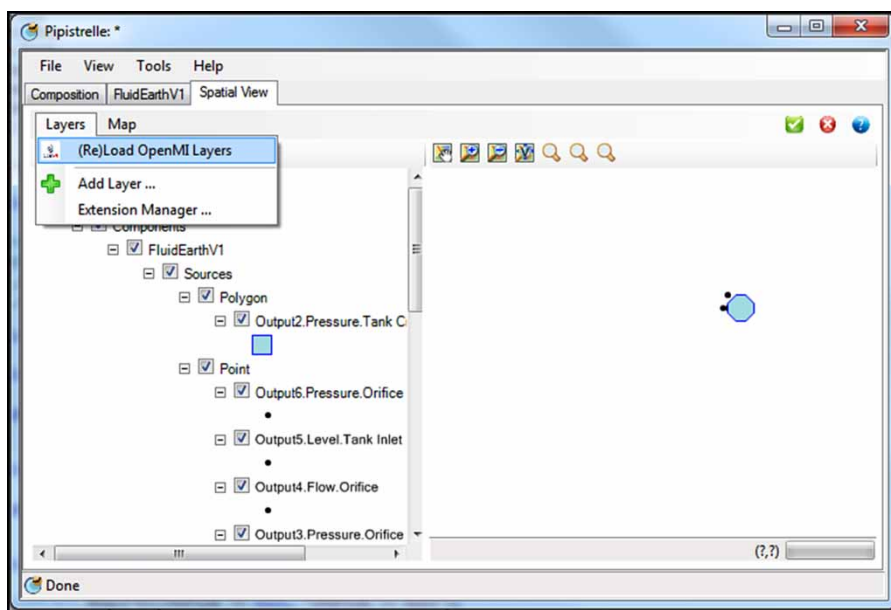 Pipistrelle: *
File View Tools Help
Composition FluidEarthV1 Spatial View
Layers Map
(Re)Load OpenMI Layers
Add Layer ...
Extension Manager ...
Components
FluidEarthV1
Sources
Polygon
Output2.Pressure.Tank
Point
Output6.Pressure.Orifice
Output5.Level.Tank Inlet
Output4.Flow.Orifice
Output3.Pressure.Orifice
(?,?)
Done